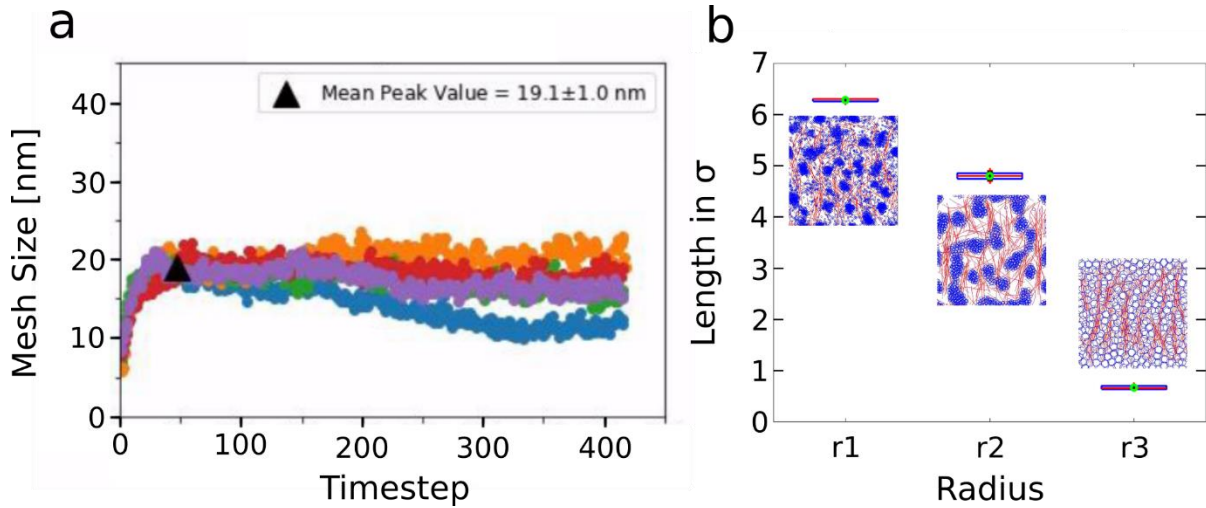 a
Mesh Size [nm]
40
30
20
10
0
Mean Peak Value = 19.1±1.0 nm
0 100 200 300 400
Timestep
b
Length in σ
7
6
5
4
3
2
1
0
r1 r2 r3
Radius